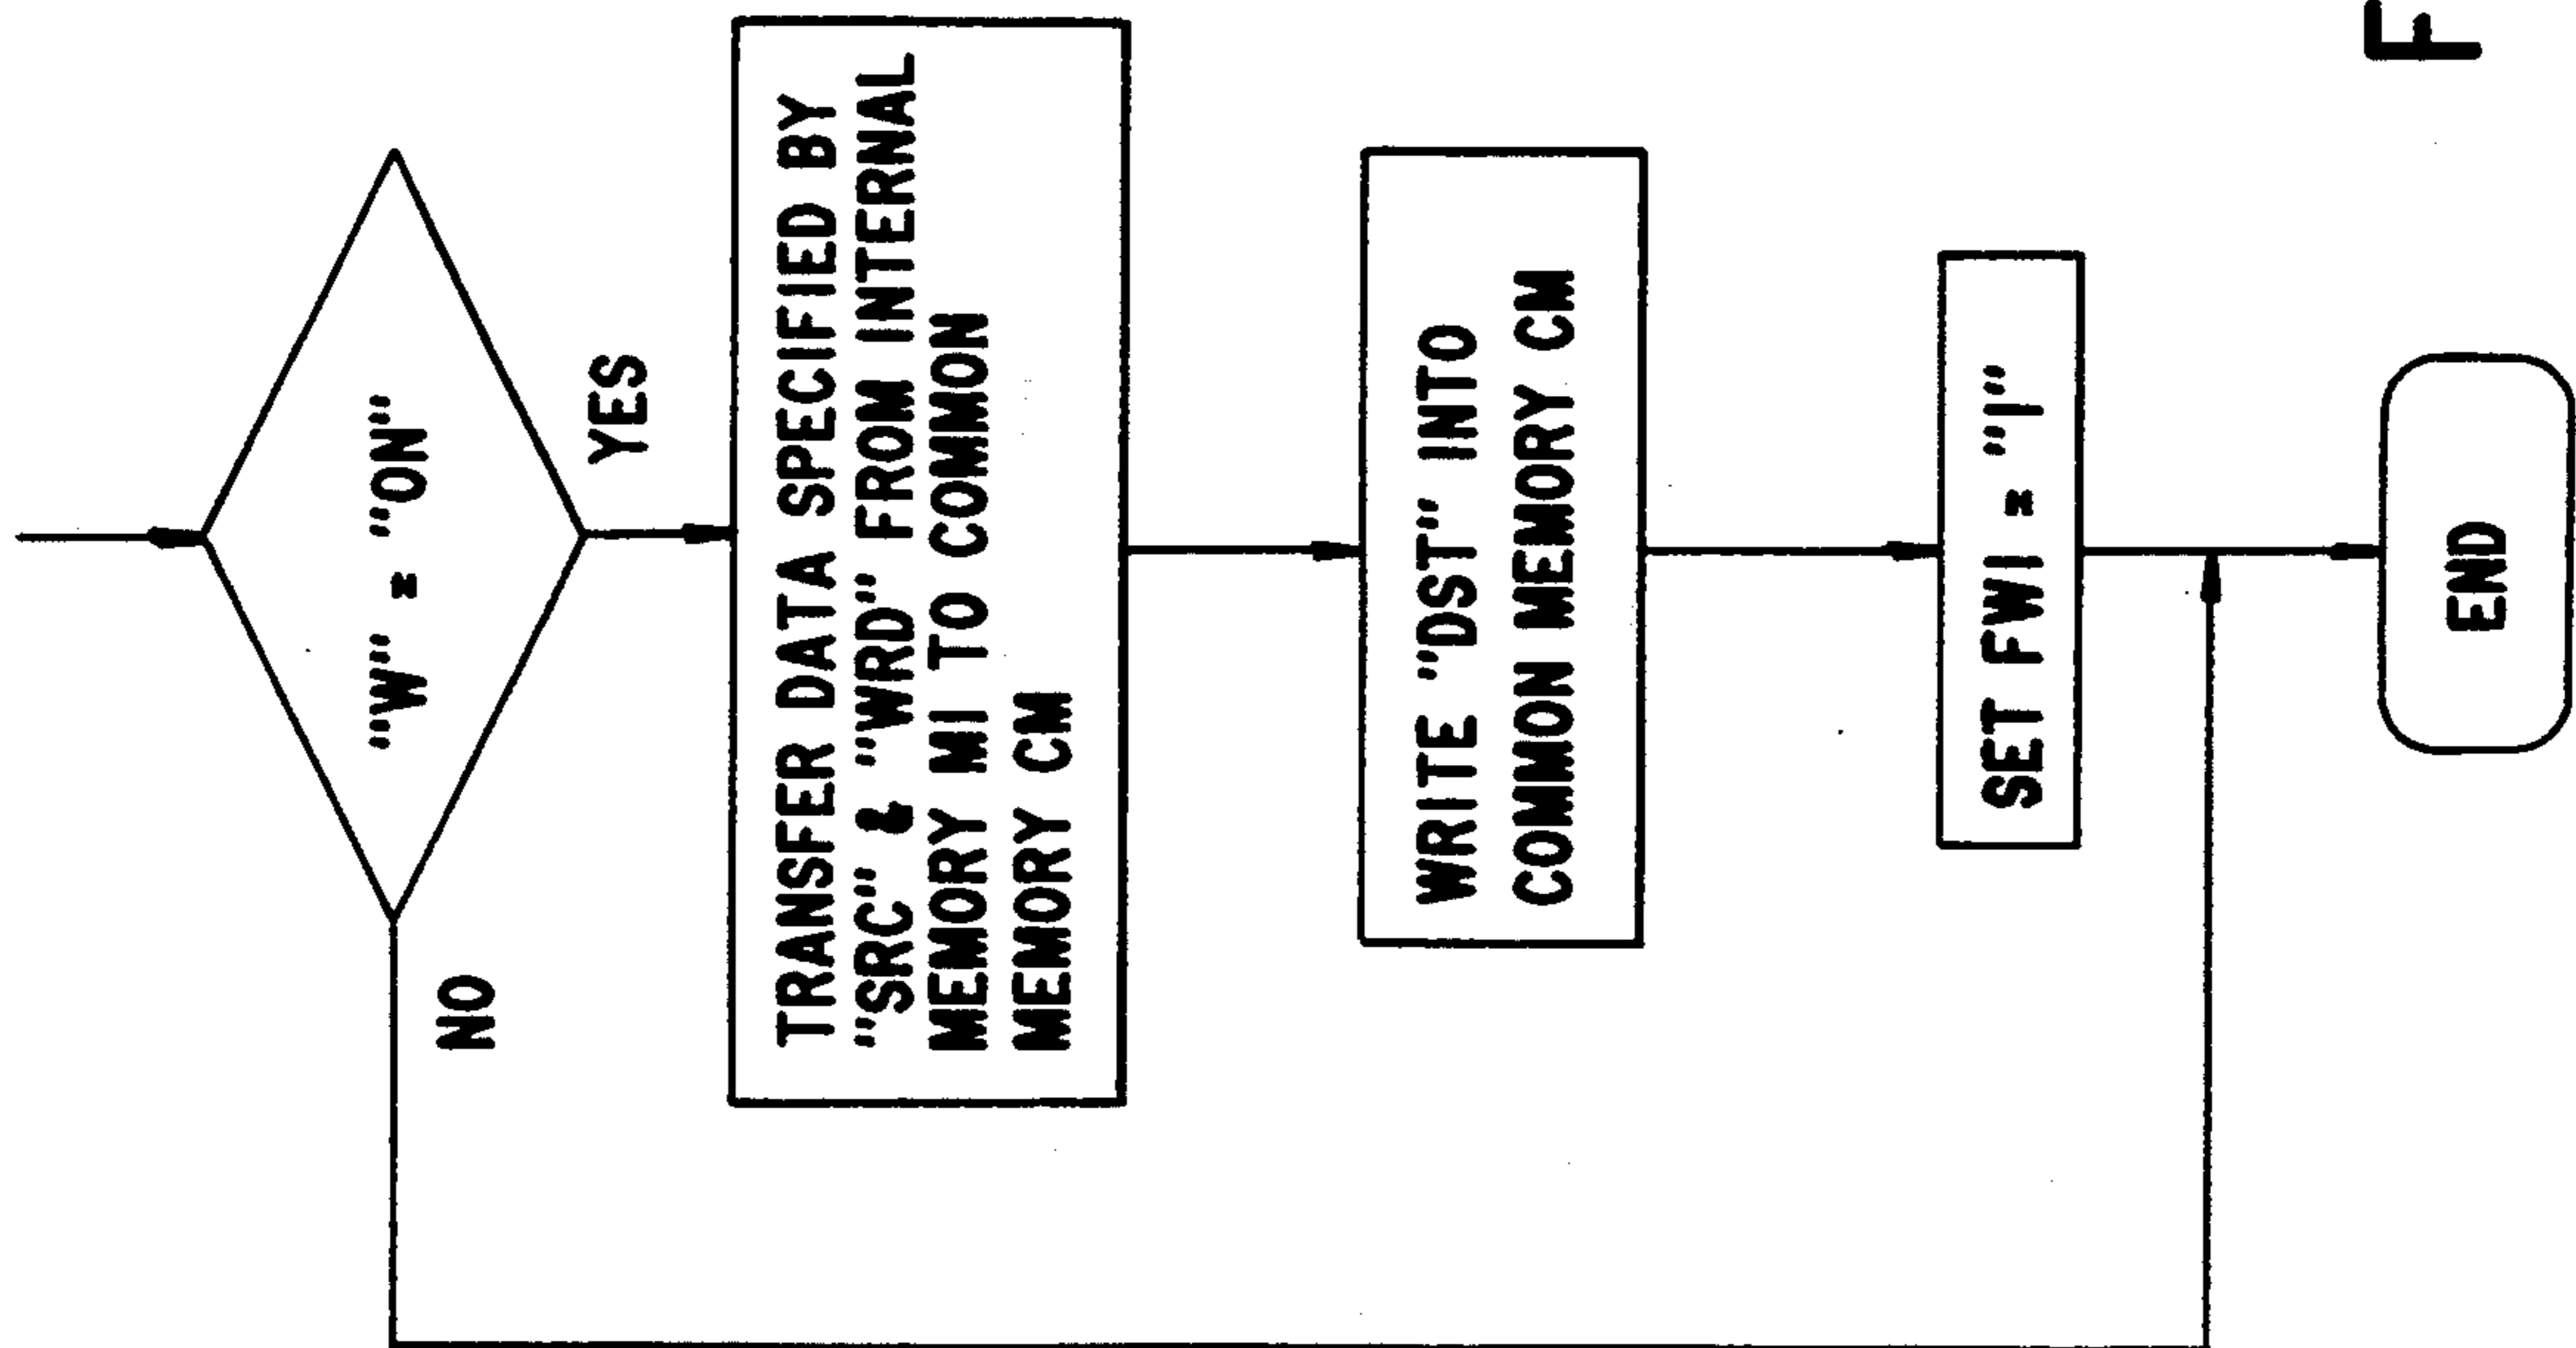 "W" = "ON"
NO
YES
TRANSFER DATA SPECIFIED BY
"SRC" & "WRD" FROM INTERNAL
MEMORY MI TO COMMON
MEMORY CM
WRITE "DST" INTO
COMMON MEMORY CM
SET FWI = "I"
END
F